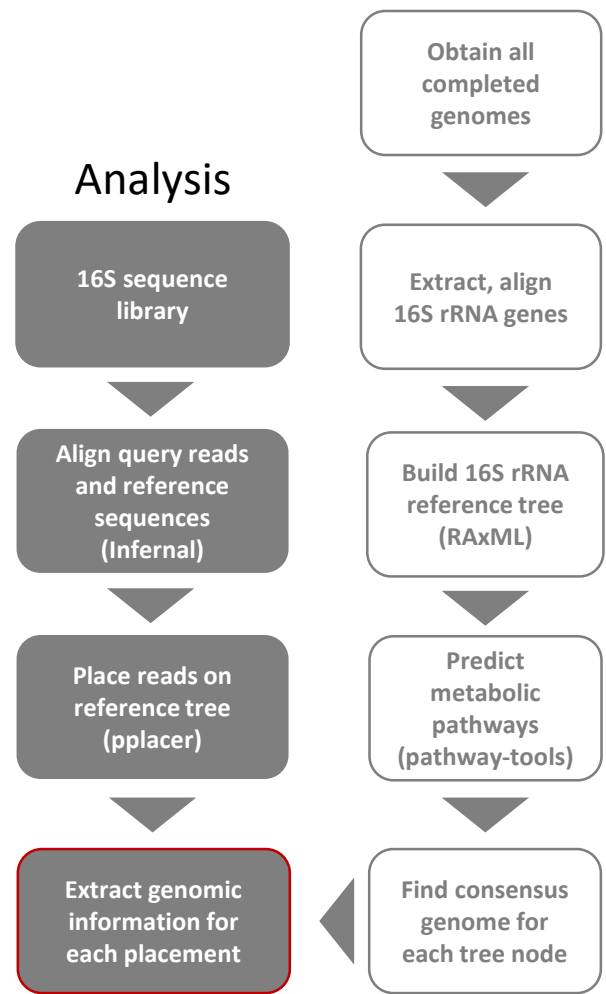 Analysis
16S sequence
library
Align query reads
and reference
sequences
(Infernal)
Place reads on
reference tree
(pplacer)
Extract genomic
information for
each placement
Obtain all
completed
genomes
Extract, align
16S rRNA genes
Build 16S rRNA
reference tree
(RAxML)
Predict
metabolic
pathways
(pathway-tools)
Find consensus
genome for
each tree node